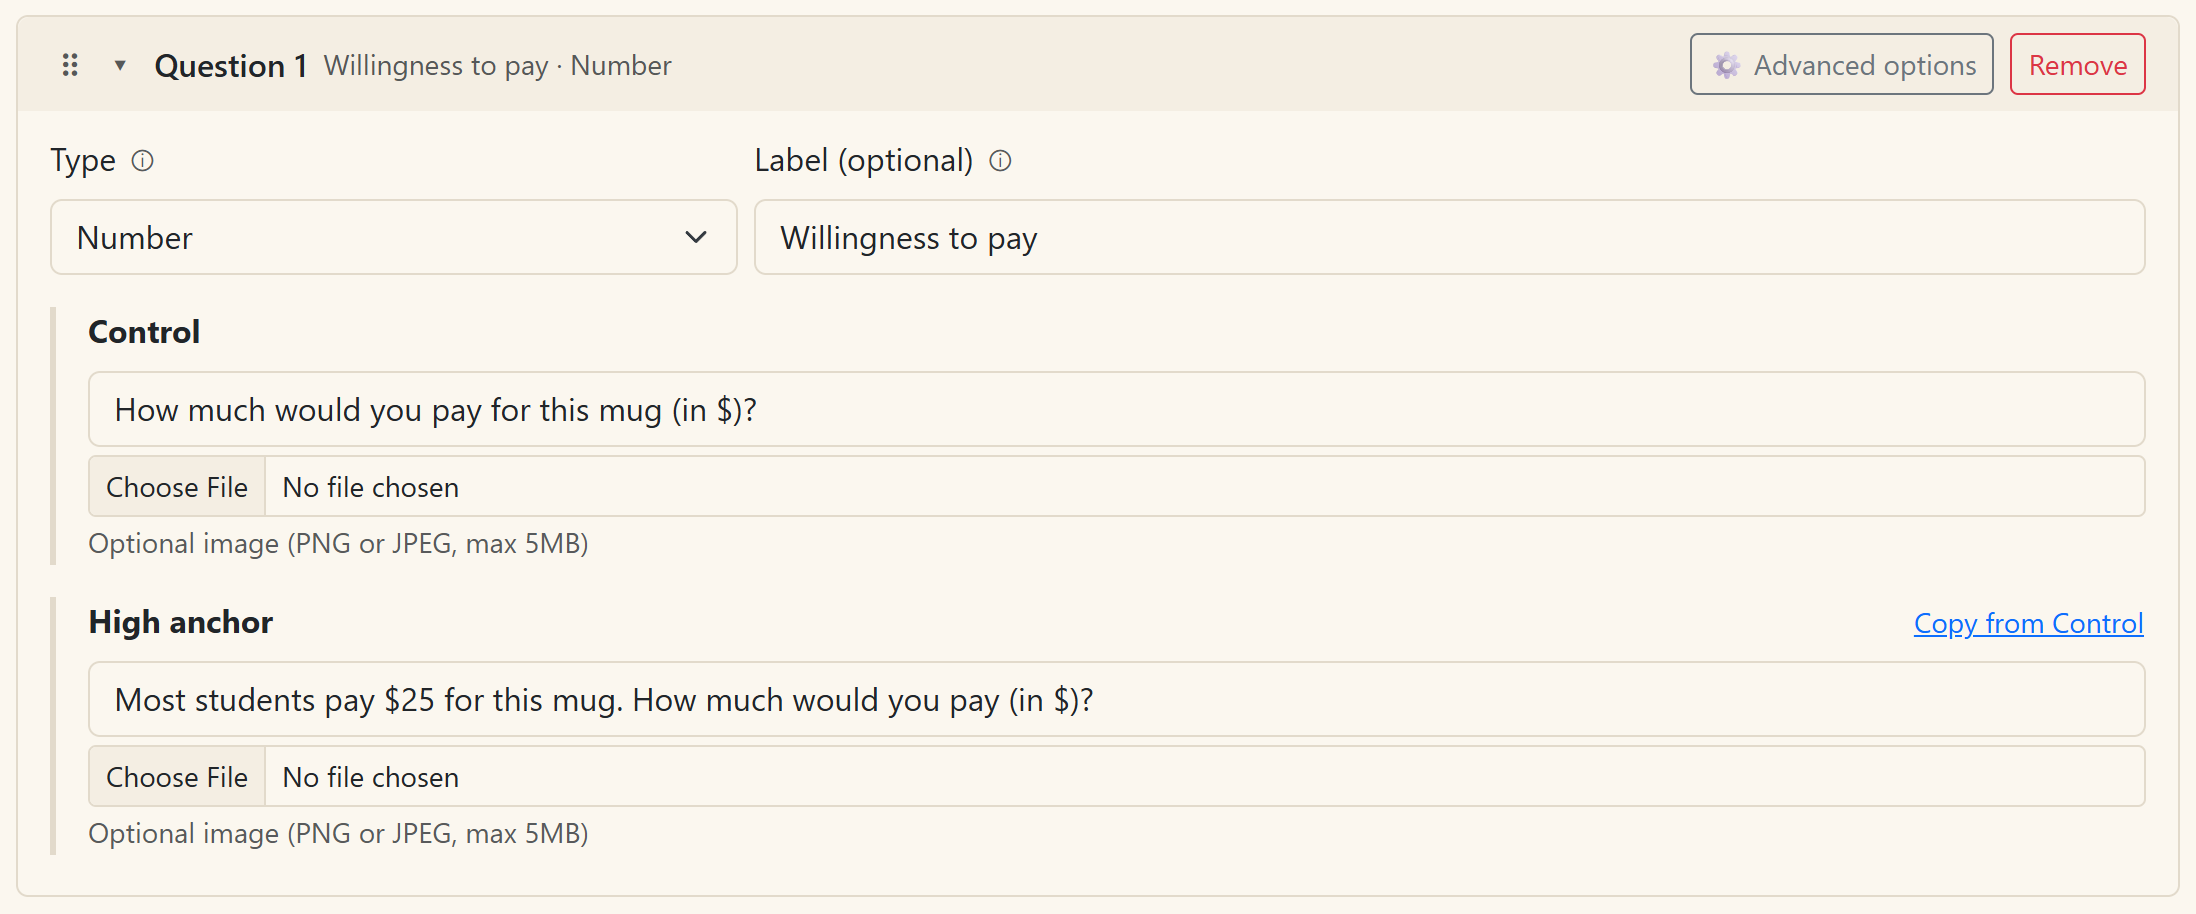 Question 1 Willingness to pay · Number
Advanced options
Remove
Type
Label (optional)
Number
Willingness to pay
Control
How much would you pay for this mug (in $)?
Choose File No file chosen
Optional image (PNG or JPEG, max 5MB)
High anchor
Copy from Control
Most students pay $25 for this mug. How much would you pay (in $)?
Choose File No file chosen
Optional image (PNG or JPEG, max 5MB)